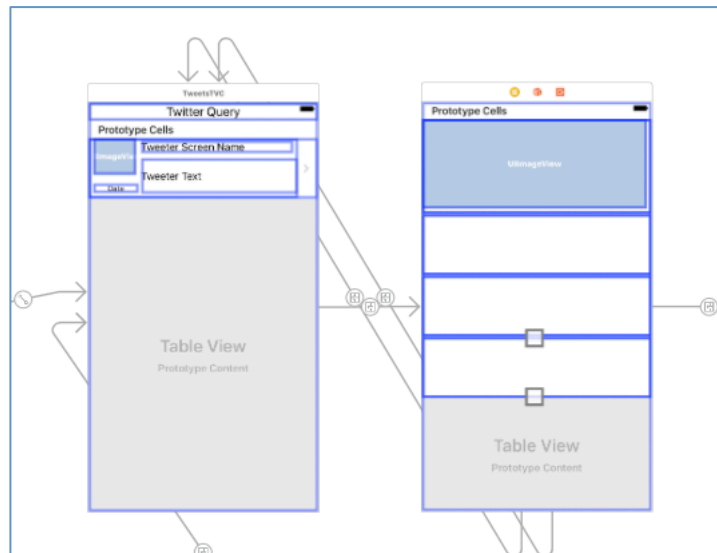 TweetsTVC
Twitter Query
Prototype Cells
UIImageView
Tweeter Screen Name
Tweeter Text
Date
Table View
Prototype Content
Prototype Cells
UIImageView
Table View
Prototype Content